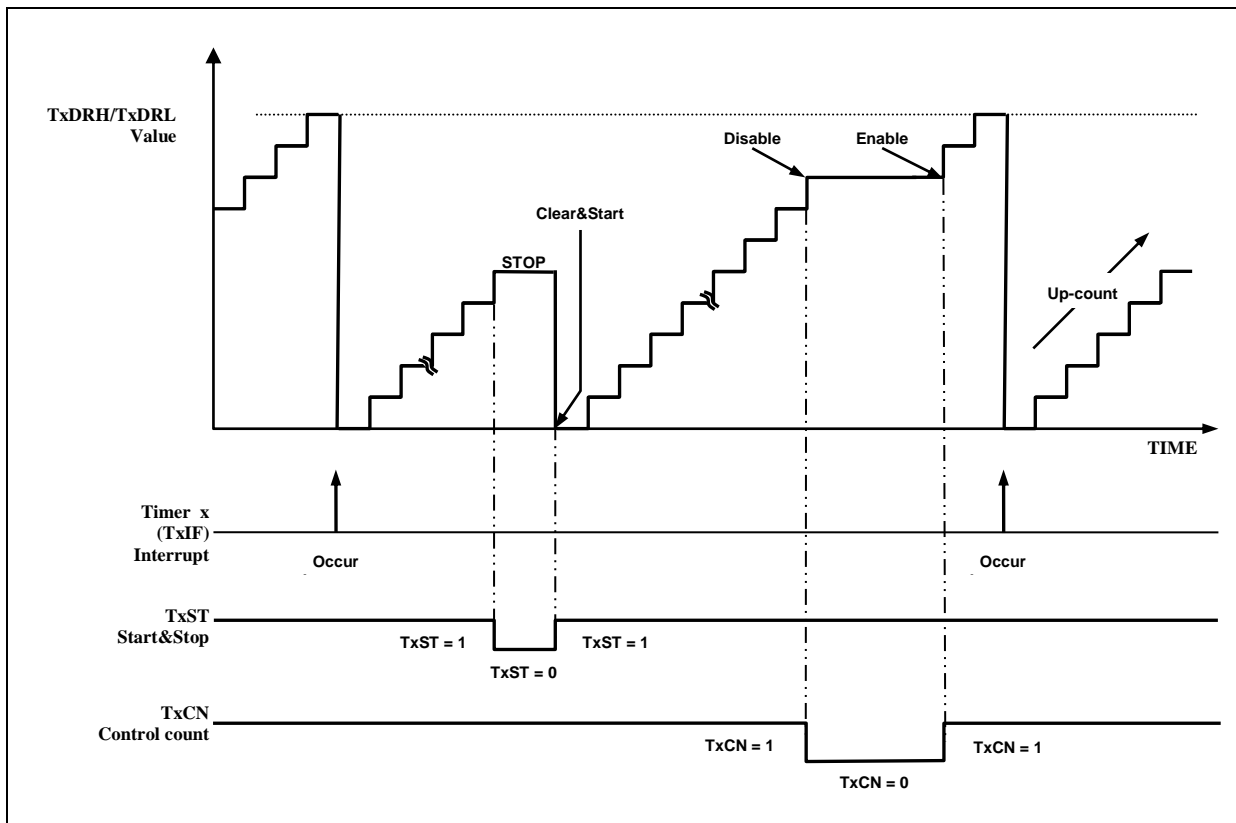 TxDRH/TxDRL
Value
Disable
Enable
Clear&Start
STOP
Up-count
TIME
Timer x
(TxIF)
Interrupt
Occur
Occur
TxST
Start&Stop
TxST = 1
TxST = 1
TxST = 0
TxCN
Control count
TxCN = 1
TxCN = 1
TxCN = 0